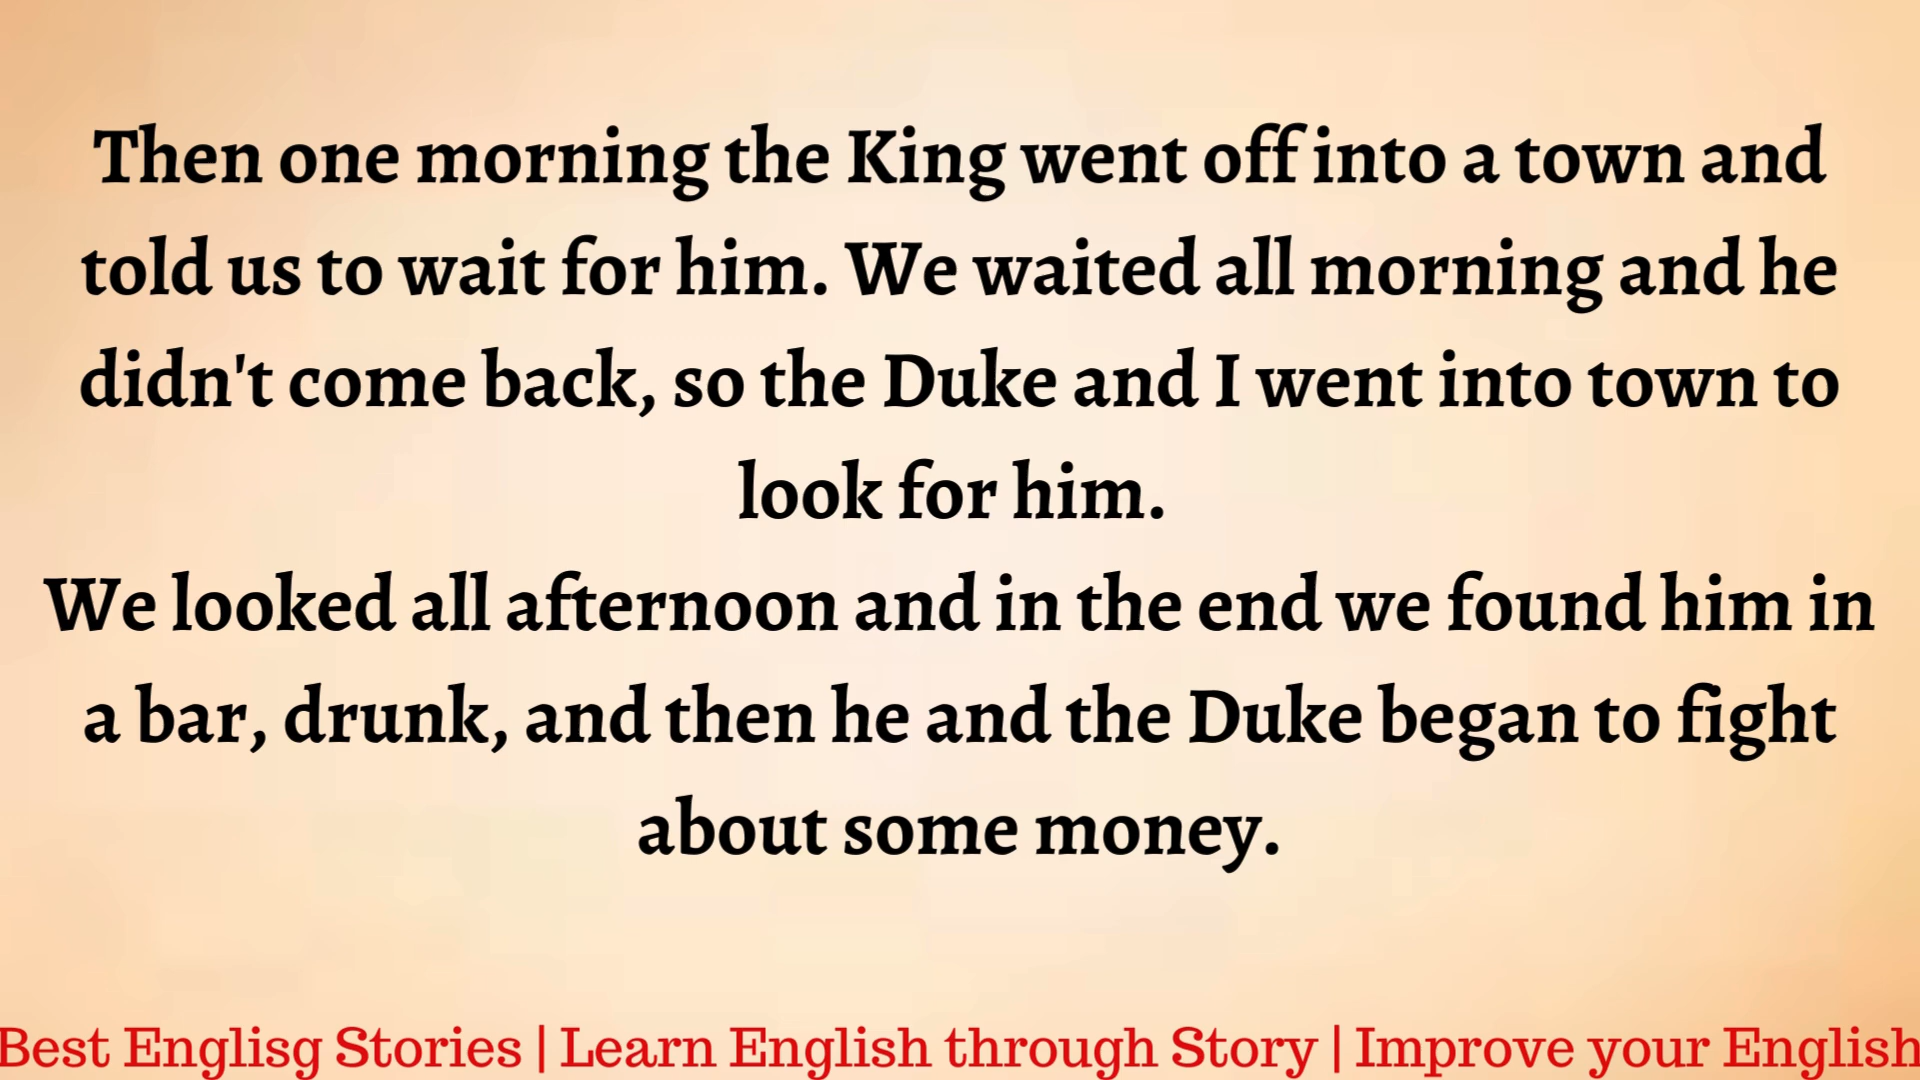 Then one morning the King went off into a town and
told us to wait for him. We waited all morning and he
didn't come back, so the Duke and I went into town to
look for him.
We looked all afternoon and in the end we found him in
a bar, drunk, and then he and the Duke began to fight
about some money.
Best Englisg Stories | Learn English through Story | Improve your English